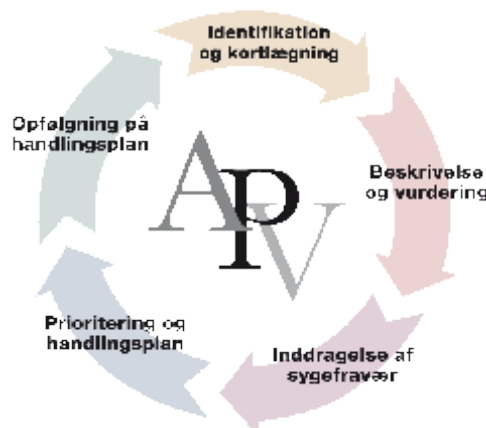 Identifikation
og kortlægning
Beskrivelse
og vurdering
Inddragelse af
sygefravær
Prioritering og
handlingsplan
Opfølgning på
handlingsplan
APV